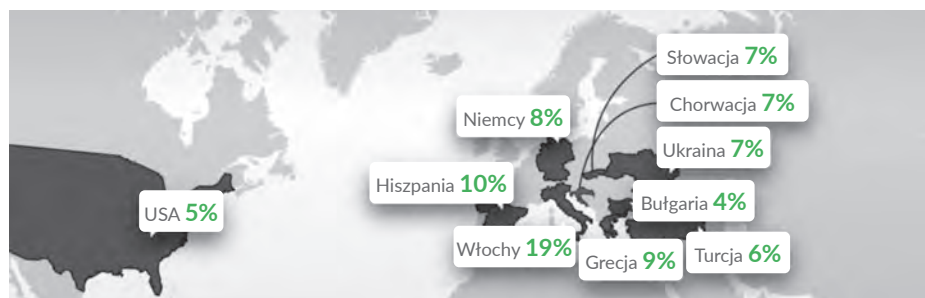 Słowacja 7%
Chorwacja 7%
Niemcy 8%
Ukraina 7%
Hiszpania 10%
Bułgaria 4%
USA 5%
Włochy 19%
Grecja 9%
Turcja 6%